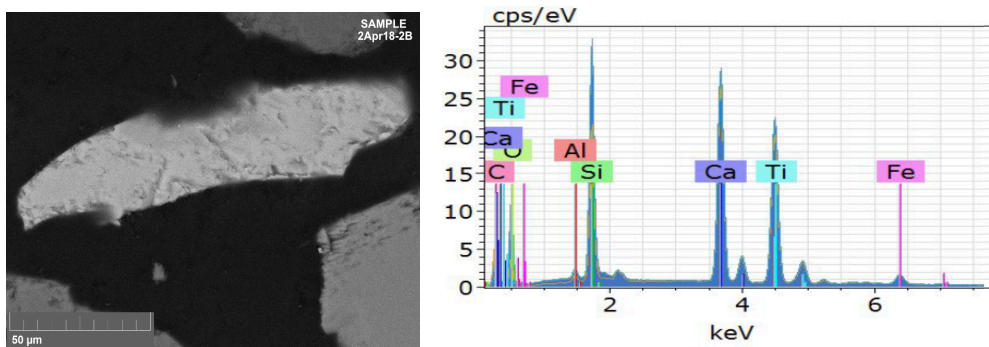 SAMPLE
2Apr18-2B
50 µm
cps/eV
30
25
20
15
10
5
0
Fe
Ti
Ca
O
C
Al
Si
Ca
Ti
Fe
2
4
6
keV